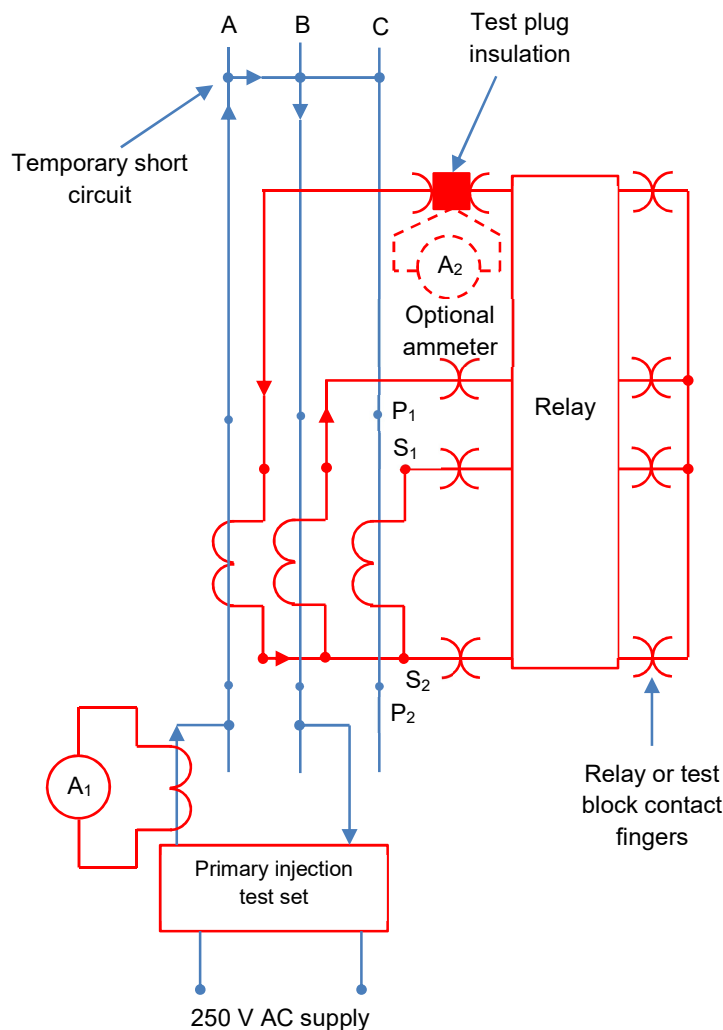 A
B
C
Test plug
insulation
Temporary short
circuit
A₂
Optional
ammeter
Relay
P₁
S₁
S₂
P₂
A₁
Relay or test
block contact
fingers
Primary injection
test set
250 V AC supply